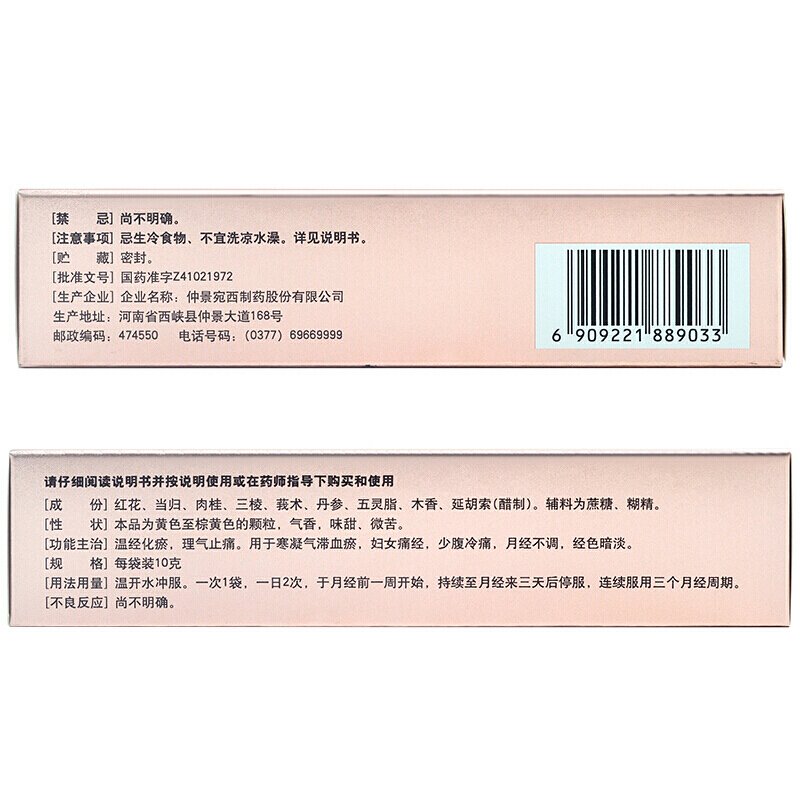 [禁　　忌] 尚不明确。
[注意事项] 忌生冷食物、不宜洗凉水澡。详见说明书。
[贮　　藏] 密封。
[批准文号] 国药准字Z41021972
[生产企业] 企业名称：仲景宛西制药股份有限公司
生产地址：河南省西峡县仲景大道168号
邮政编码：474550　电话号码：(0377) 69669999
6 909221 889033
请仔细阅读说明书并按说明使用或在药师指导下购买和使用
[成　　份] 红花、当归、肉桂、三棱、莪术、丹参、五灵脂、木香、延胡索(醋制)。辅料为蔗糖、糊精。
[性　　状] 本品为黄色至棕黄色的颗粒，气香，味甜、微苦。
[功能主治] 温经化瘀，理气止痛。用于寒凝气滞血瘀，妇女痛经，少腹冷痛，月经不调，经色暗淡。
[规　　格] 每袋装10克
[用法用量] 温开水冲服。一次1袋，一日2次，于月经前一周开始，持续至月经来三天后停服，连续服用三个月经周期。
[不良反应] 尚不明确。